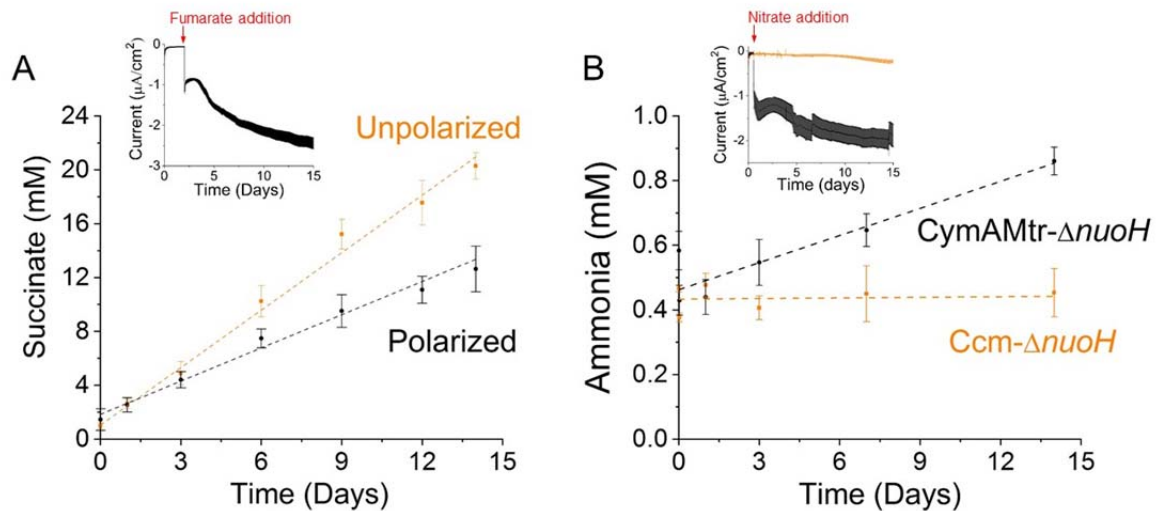 A
Fumarate addition
Current (μA/cm²)
0
-1
-2
-3
0 5 10 15
Time (Days)
Unpolarized
Polarized
Succinate (mM)
24
20
16
12
8
4
0
0 3 6 9 12 15
Time (Days)
B
Nitrate addition
Current (μA/cm²)
0
-1
-2
0 5 10 15
Time (days)
CymAMtr-ΔnuoH
Ccm-ΔnuoH
Ammonia (mM)
1.0
0.8
0.6
0.4
0.2
0.0
0 3 6 9 12 15
Time (Days)